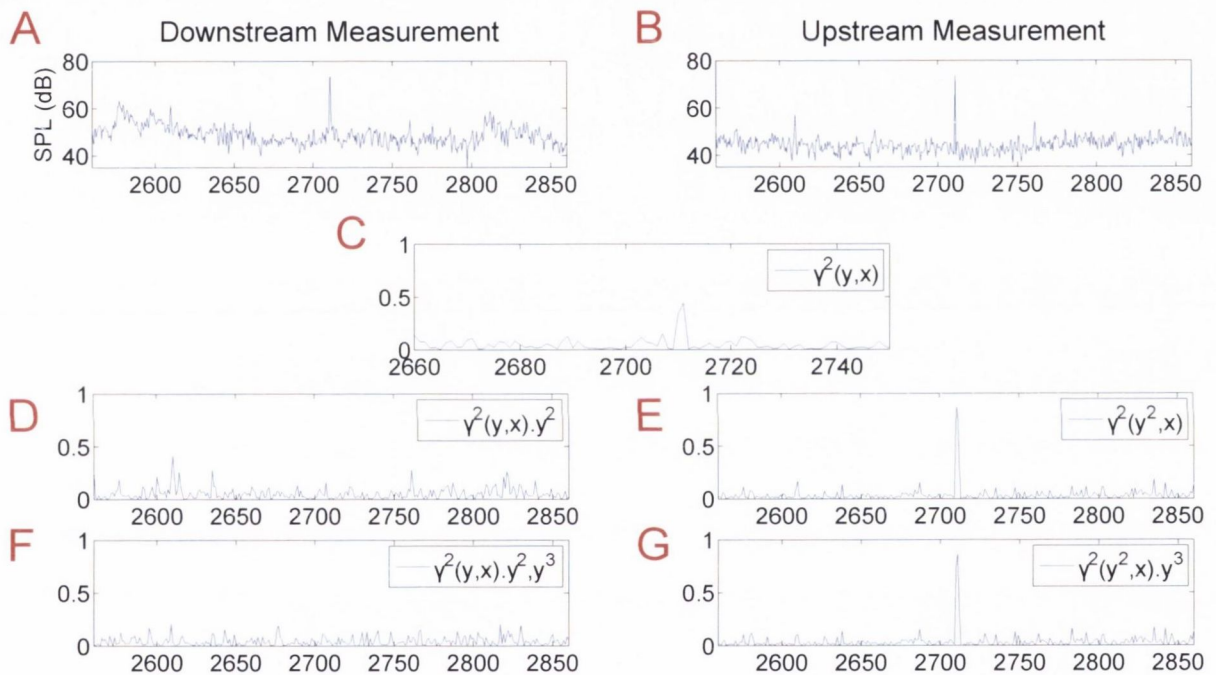 A
Downstream Measurement
B
Upstream Measurement
SPL (dB)
80
60
40
2600 2650 2700 2750 2800 2850
80
60
40
2600 2650 2700 2750 2800 2850
C
1
0.5
0
γ²(y,x)
2660 2680 2700 2720 2740
D
1
0.5
0
γ²(y,x).y²
2600 2650 2700 2750 2800 2850
E
1
0.5
0
γ²(y²,x)
2600 2650 2700 2750 2800 2850
F
1
0.5
0
γ²(y,x).y²,y³
2600 2650 2700 2750 2800 2850
G
1
0.5
0
γ²(y²,x).y³
2600 2650 2700 2750 2800 2850